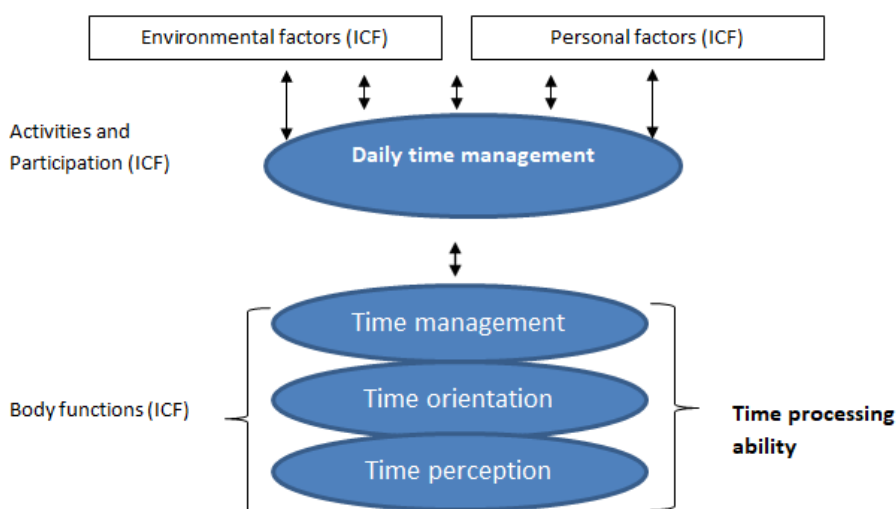 Environmental factors (ICF)
Personal factors (ICF)
Activities and
Participation (ICF)
Daily time management
Time management
Time orientation
Body functions (ICF)
Time processing
ability
Time perception